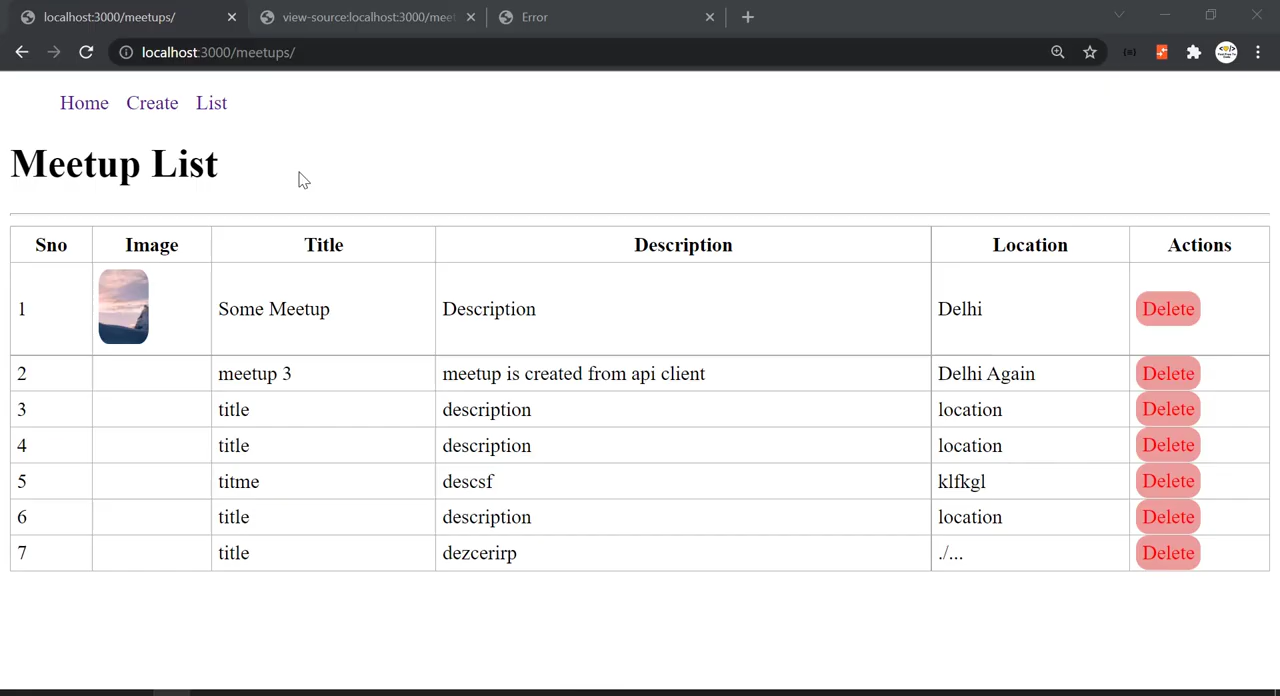 localhost:3000/meetups/ view-source:localhost:3000/meet Error
localhost:3000/meetups/
Home Create List
Meetup List
Sno Image Title Description Location Actions
1 Some Meetup Description Delhi Delete
2 meetup 3 meetup is created from api client Delhi Again Delete
3 title description location Delete
4 title description location Delete
5 titme descsf klfkgl Delete
6 title description location Delete
7 title dezcerirp ./... Delete